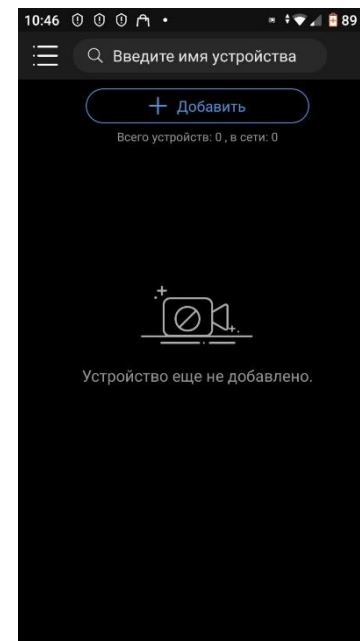 10:46 89
Введите имя устройства
+ Добавить
Всего устройств: 0 , в сети: 0
Устройство еще не добавлено.